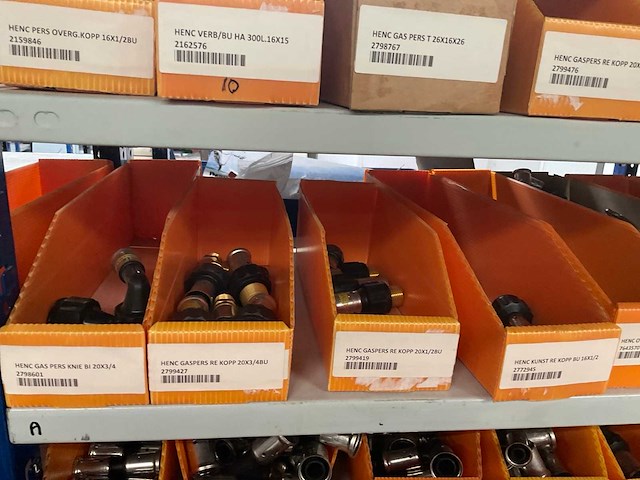 HENC PERS OVERG.KOPP 16X1/2BU
2159846
HENC VERB/BU HA 300L.16X15
2162576
10
HENC GAS PERS T 26X16X26
2798767
HENC GASPERS RE KOPP 20X
2799476
HENC GAS PERS KNIE BI 20X3/4
2798601
HENC GASPERS RE KOPP 20X3/4BU
2799427
HENC GASPERS RE KOPP 20X1/2BU
2799419
HENC KUNST RE KOPP BU 16X1/2
2772945
HENC
7643570
A